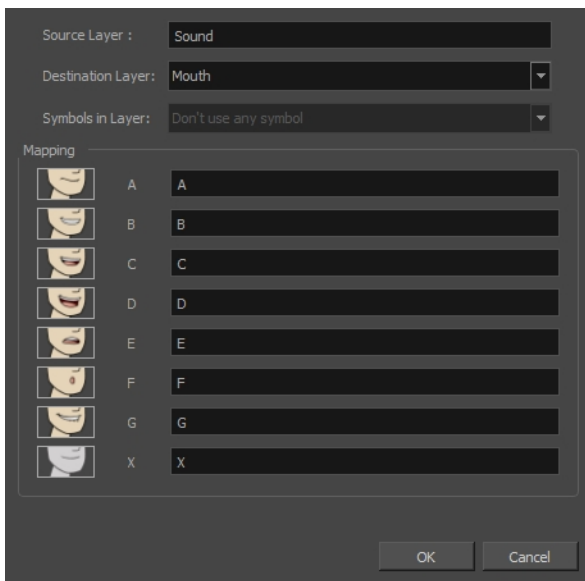 Source Layer : Sound
Destination Layer: Mouth
Symbols in Layer: Don't use any symbol
Mapping
A A
B B
C C
D D
E E
F F
G G
X X
OK Cancel